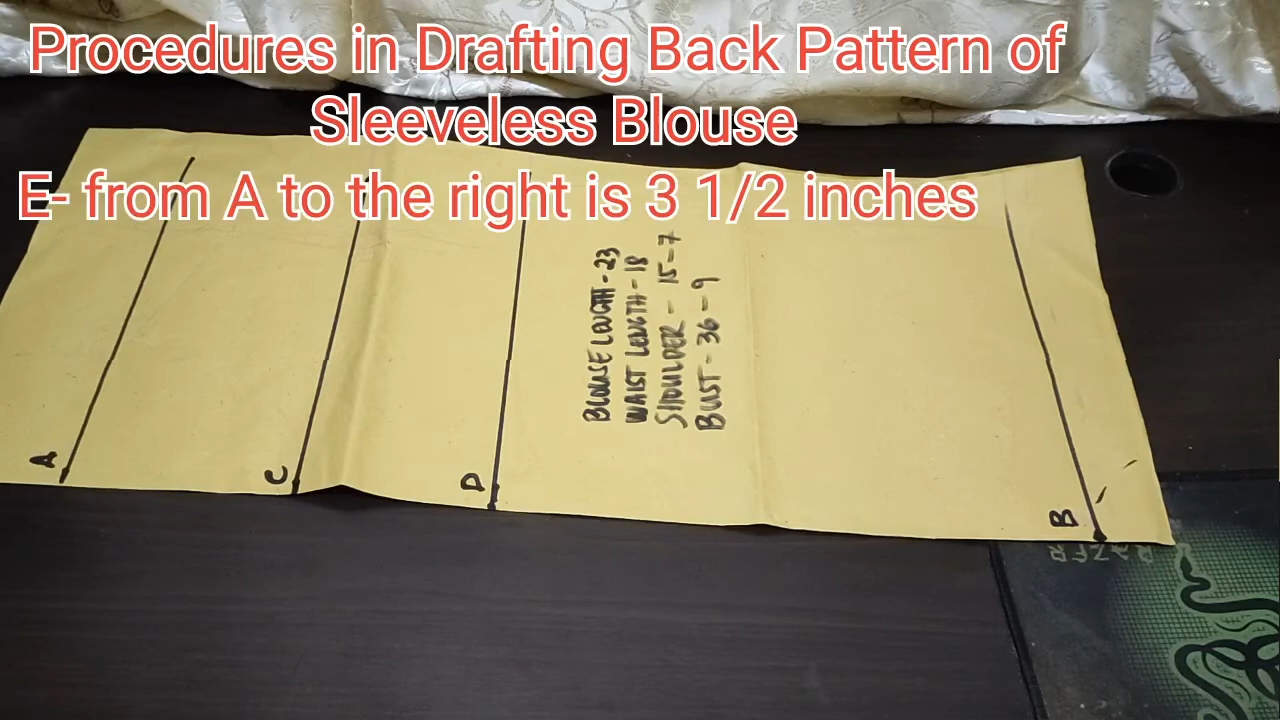 Procedures in Drafting Back Pattern of
Sleeveless Blouse
E- from A to the right is 3 1/2 inches
A
C
D
BLOUSE LENGTH - 23
WAIST LENGTH - 18
SHOULDER - 15 - 7
BUST - 36 - 9
B
RAZER